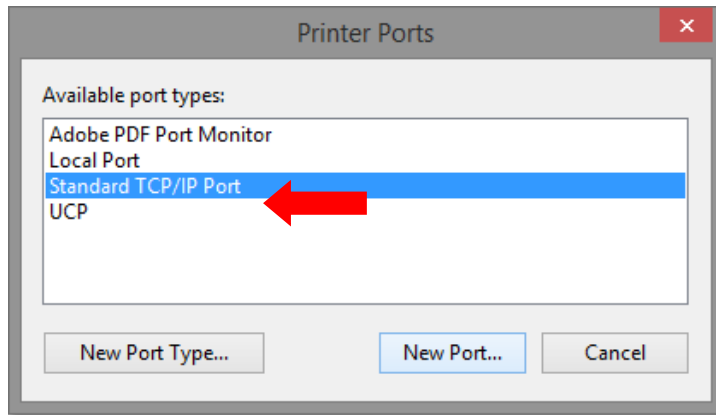 Printer Ports
Available port types:
Adobe PDF Port Monitor
Local Port
Standard TCP/IP Port
UCP
New Port Type...
New Port...
Cancel